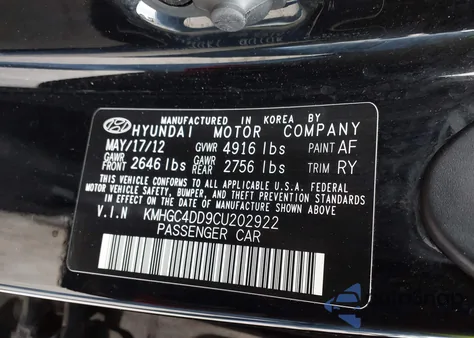 MANUFACTURED IN KOREA BY
HYUNDAI MOTOR COMPANY
MAY/17/12 GVWR 4916 lbs PAINT AF
GAWR FRONT 2646 lbs GAWR REAR 2756 lbs TRIM RY
THIS VEHICLE CONFORMS TO ALL APPLICABLE U.S.A. FEDERAL
MOTOR VEHICLE SAFETY, BUMPER, AND THEFT PREVENTION STANDARDS
IN EFFECT ON THE DATE OF MANUFACTURE SHOWN ABOVE.
V.I.N KMHGC4DD9CU202922
PASSENGER CAR